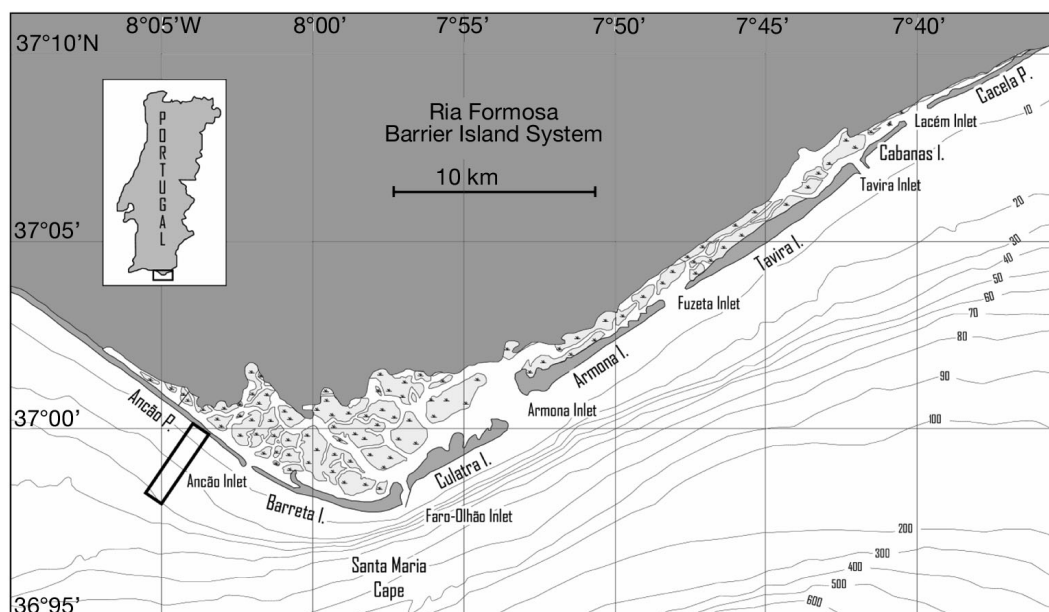 8°05’
8°00’
7°55’
7°50’
7°45’
7°40’
37°10’N
PORTUGAL
Ria Formosa
Barrier Island System
10 km
Cacela P.
Lacém Inlet
10
Cabanas I.
Tavira Inlet
37°05’
Tavira I.
20
30
40
50
60
70
80
Fuzeta Inlet
Armona I.
90
Armona Inlet
100
37°00’
Ancão P.
Ancão Inlet
Culatra I.
Barreta I.
Faro-Olhão Inlet
200
Santa Maria
Cape
300
400
500
600
36°95’